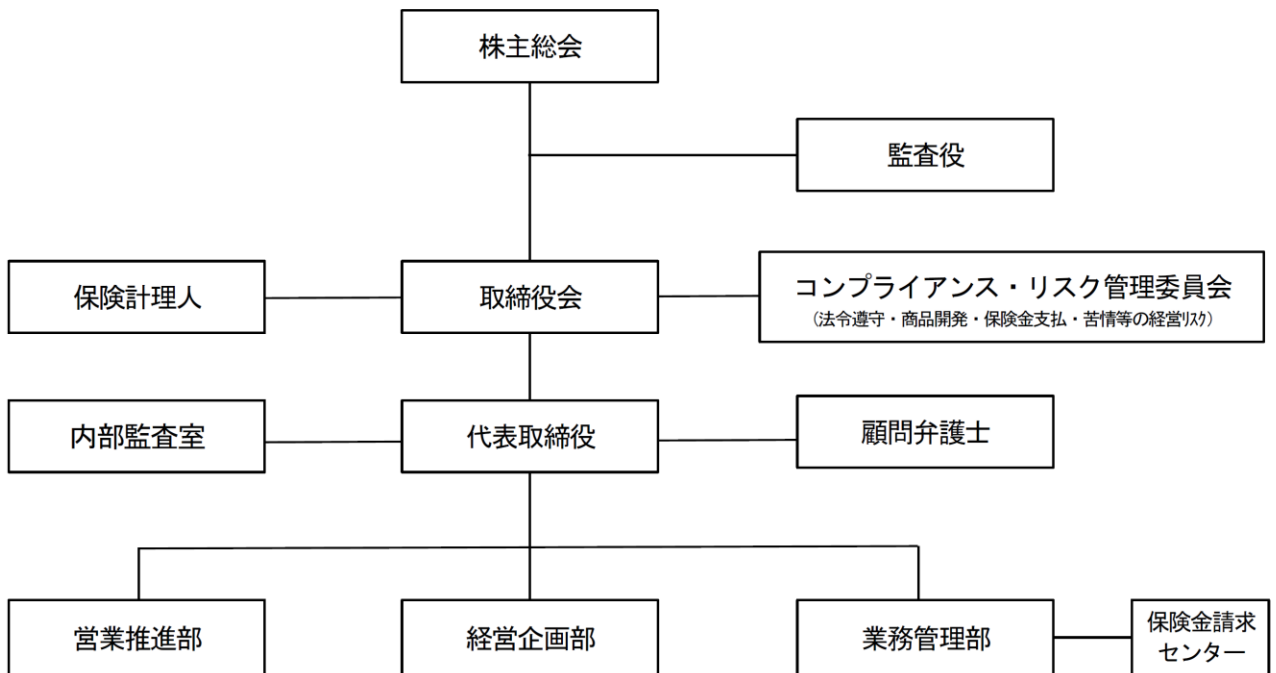 株主総会
監査役
保険計理人
取締役会
コンプライアンス・リスク管理委員会
（法令遵守・商品開発・保険金支払・苦情等の経営ﾘｽｸ）
内部監査室
代表取締役
顧問弁護士
営業推進部
経営企画部
業務管理部
保険金請求
センター